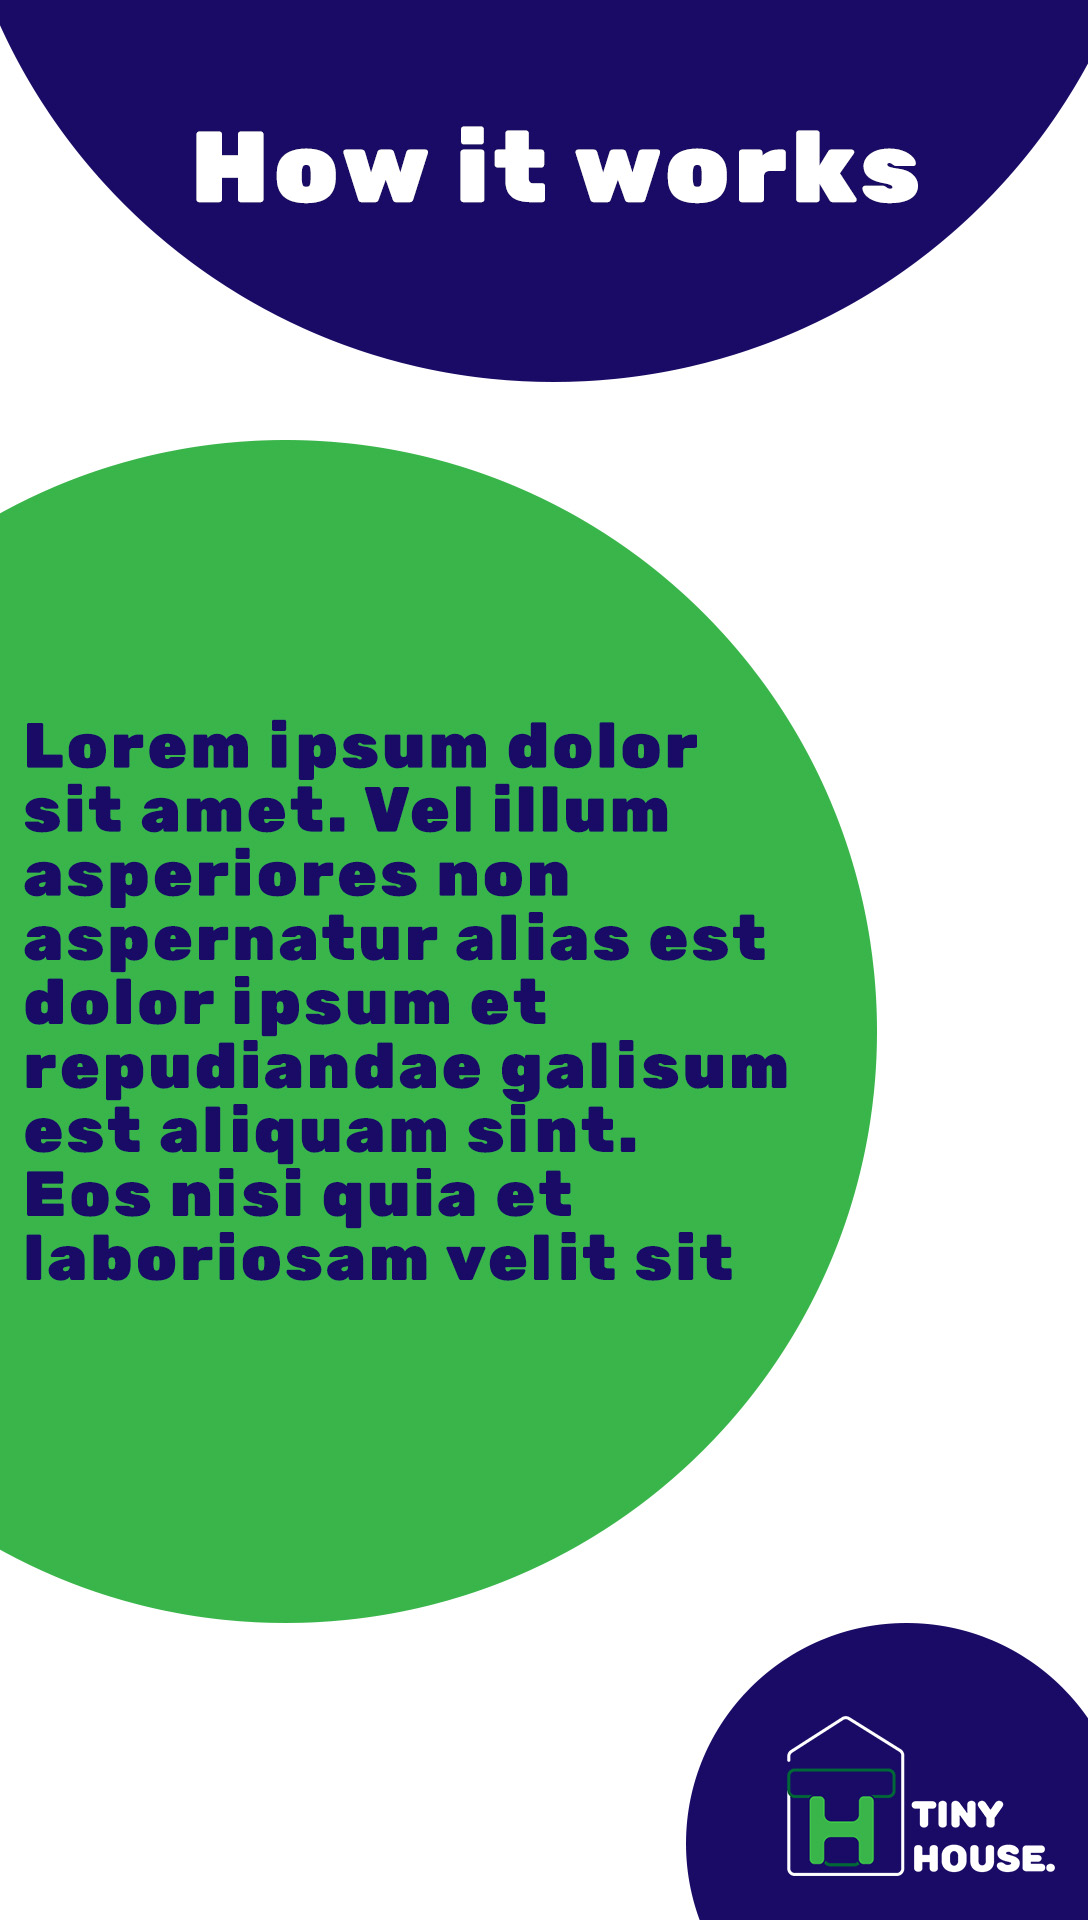 How it works
Lorem ipsum dolor
sit amet. Vel illum
asperiores non
aspernatur alias est
dolor ipsum et
repudiandae galisum
est aliquam sint.
Eos nisi quia et
laboriosam velit sit
H
TINY
HOUSE.